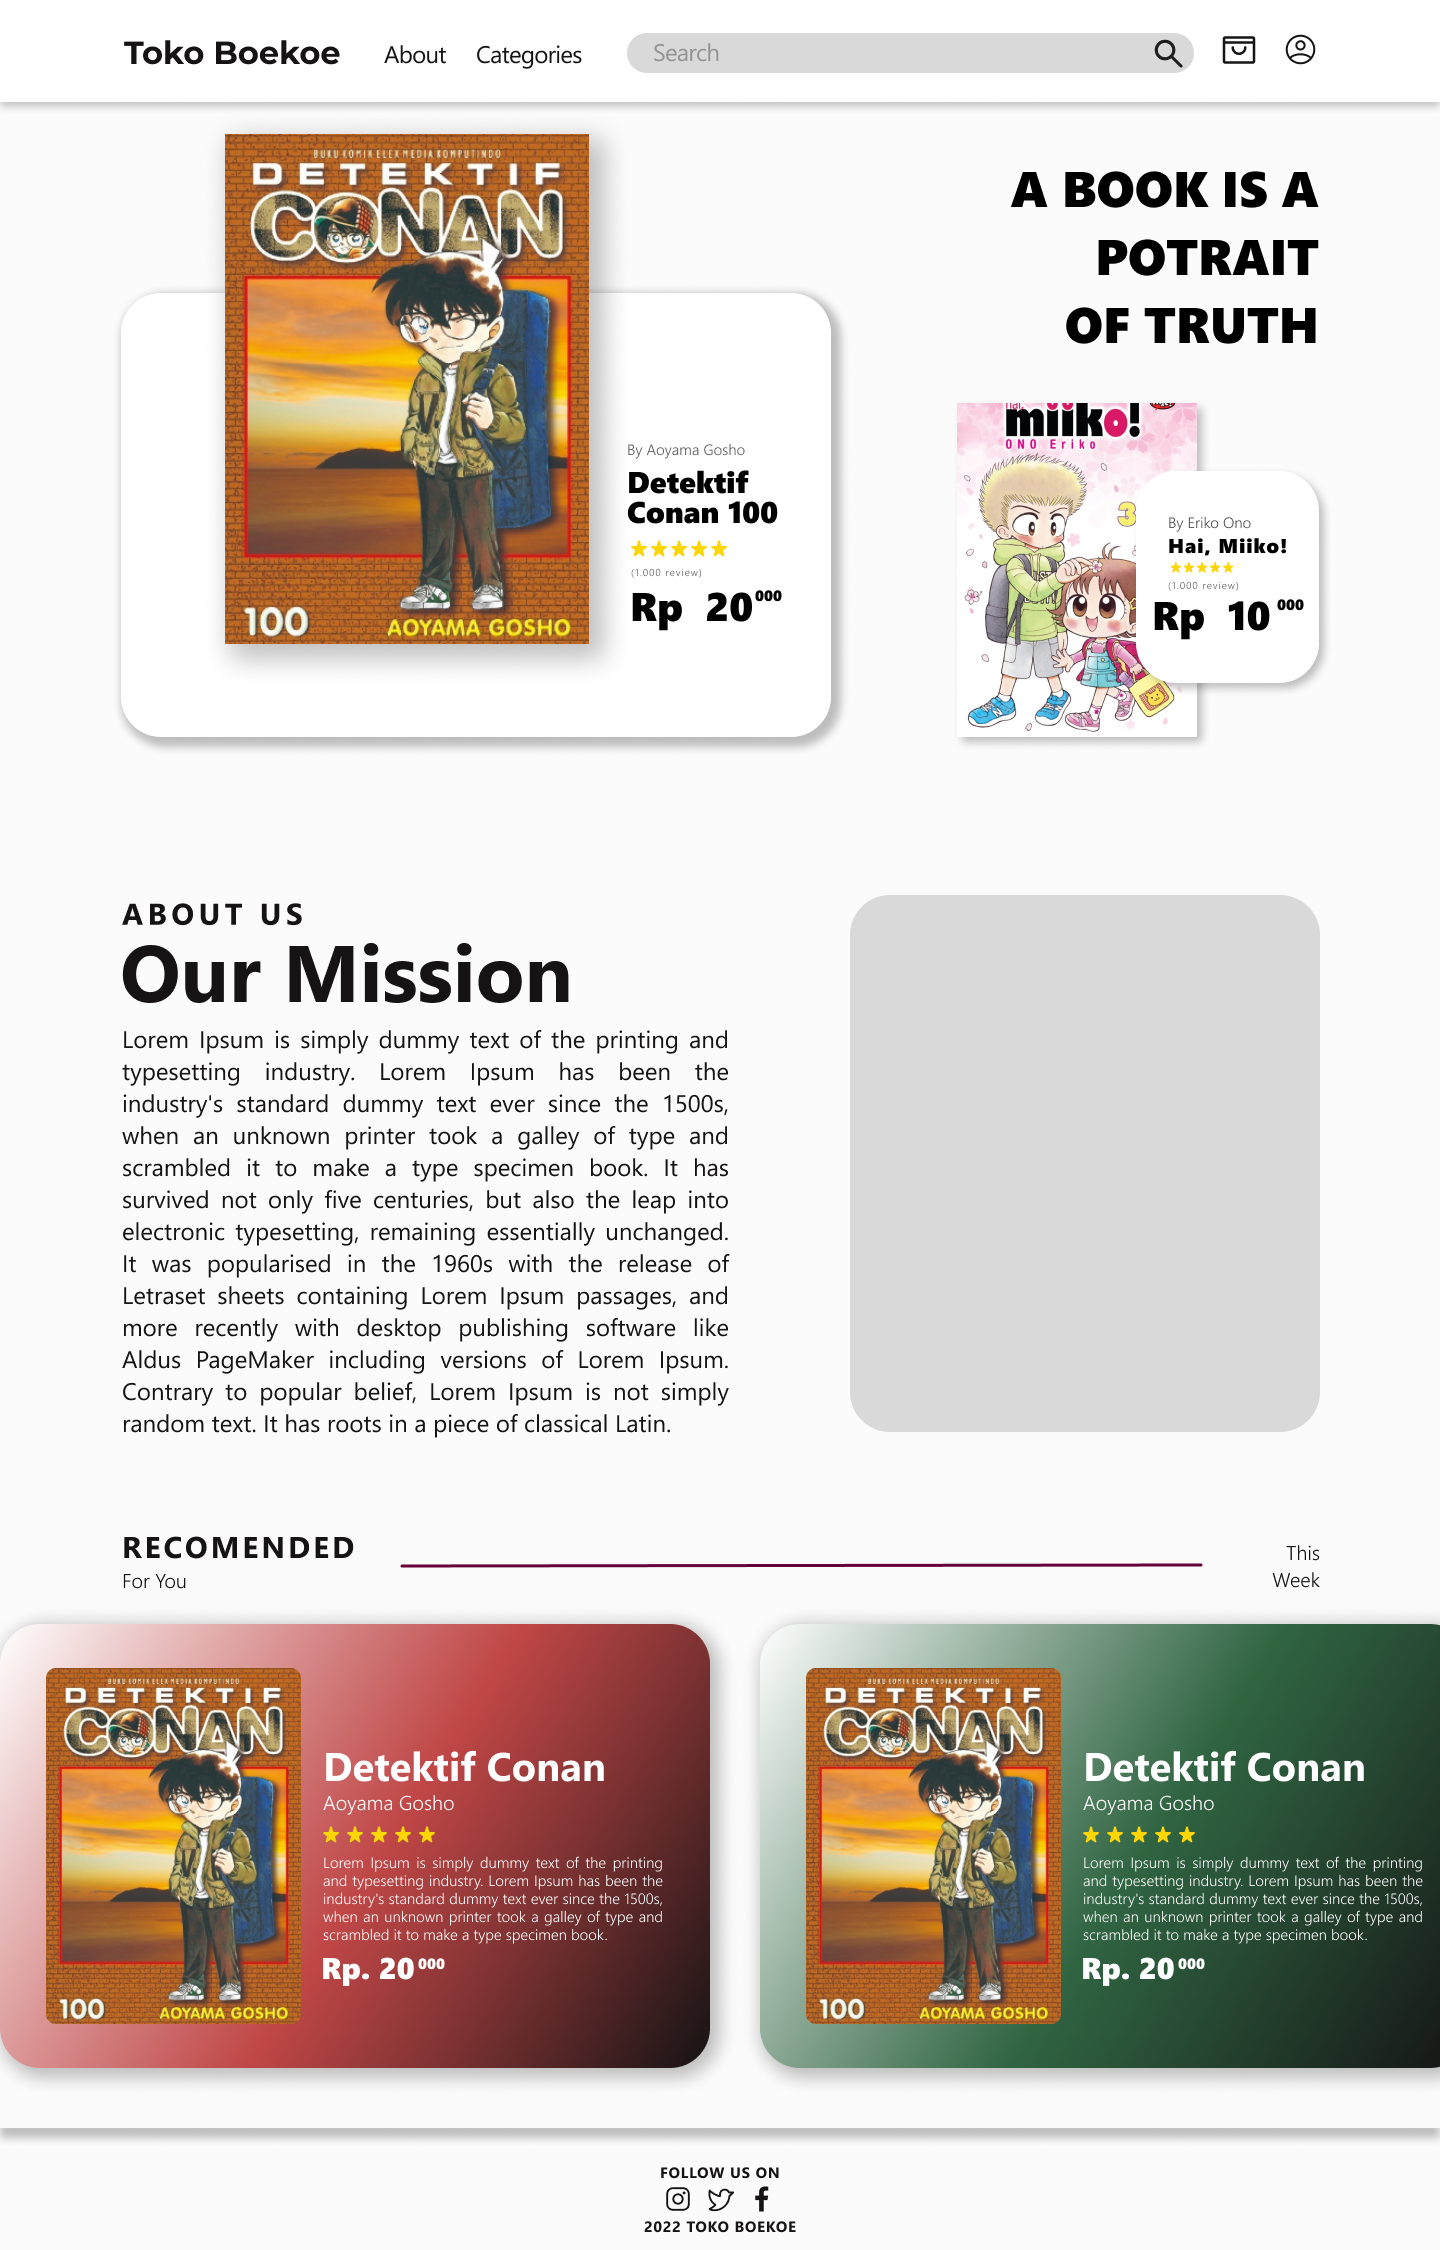 Toko Boekoe
About
Categories
Search
BUKU KOMIK ELEX MEDIA KOMPUTINDO
DETEKTIF
CONAN
100
AOYAMA GOSHO
By Aoyama Gosho
Detektif
Conan 100
(1.000 review)
Rp 20 000
A BOOK IS A
POTRAIT
OF TRUTH
Hai,
miiko!
ONO Eriko
3
By Eriko Ono
Hai, Miiko!
(1.000 review)
Rp 10 000
ABOUT US
Our Mission
Lorem Ipsum is simply dummy text of the printing and
typesetting industry. Lorem Ipsum has been the
industry's standard dummy text ever since the 1500s,
when an unknown printer took a galley of type and
scrambled it to make a type specimen book. It has
survived not only five centuries, but also the leap into
electronic typesetting, remaining essentially unchanged.
It was popularised in the 1960s with the release of
Letraset sheets containing Lorem Ipsum passages, and
more recently with desktop publishing software like
Aldus PageMaker including versions of Lorem Ipsum.
Contrary to popular belief, Lorem Ipsum is not simply
random text. It has roots in a piece of classical Latin.
RECOMENDED
For You
This
Week
BUKU KOMIK ELEX MEDIA KOMPUTINDO
DETEKTIF
CONAN
100
AOYAMA GOSHO
Detektif Conan
Aoyama Gosho
Lorem Ipsum is simply dummy text of the printing
and typesetting industry. Lorem Ipsum has been the
industry's standard dummy text ever since the 1500s,
when an unknown printer took a galley of type and
scrambled it to make a type specimen book.
Rp. 20 000
BUKU KOMIK ELEX MEDIA KOMPUTINDO
DETEKTIF
CONAN
100
AOYAMA GOSHO
Detektif Conan
Aoyama Gosho
Lorem Ipsum is simply dummy text of the printing
and typesetting industry. Lorem Ipsum has been the
industry's standard dummy text ever since the 1500s,
when an unknown printer took a galley of type and
scrambled it to make a type specimen book.
Rp. 20 000
FOLLOW US ON
2022 TOKO BOEKOE